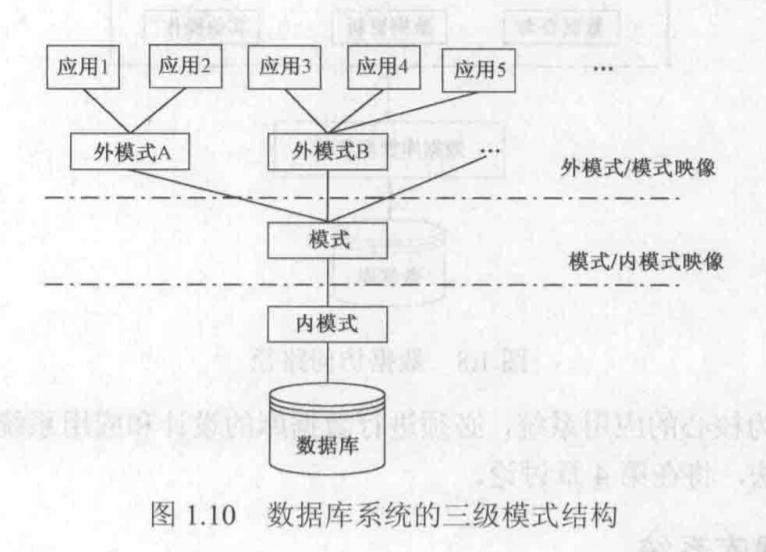 应用1 应用2 应用3 应用4 应用5 …
外模式A 外模式B …
外模式/模式映像
模式
模式/内模式映像
内模式
数据库
图 1.10 数据库系统的三级模式结构